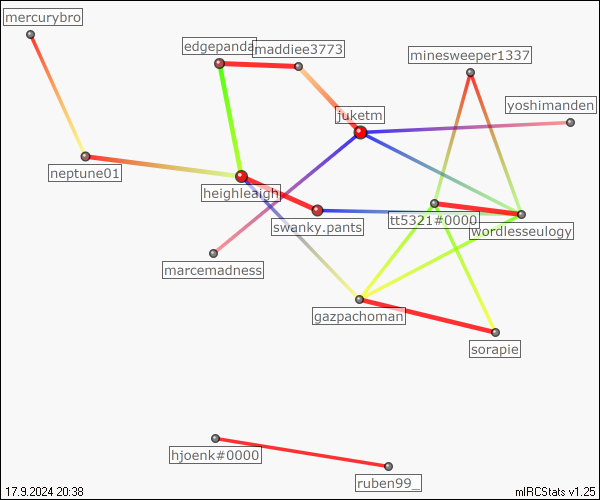 mercurybro
edgepanda
maddiee3773
minesweeper1337
yoshimanden
juketm
neptune01
heighleaigh
swanky.pants
tt5321#0000
wordlesseulogy
marcemadness
gazpachoman
sorapie
hjoenk#0000
ruben99_
17.9.2024 20:38
mIRCStats v1.25